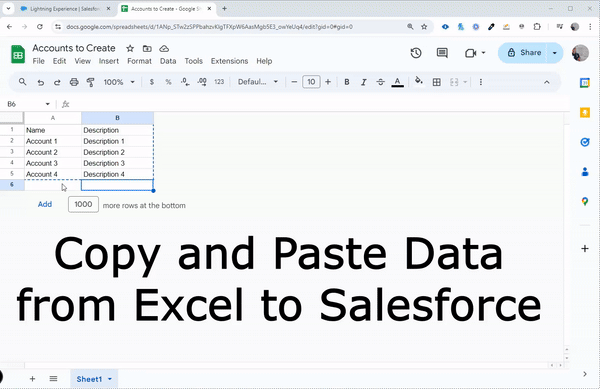 Lightning Experience | Salesfo
Accounts to Create - Google Sh
docs.google.com/spreadsheets/d/1ANp_STw2zSPPbahzvKlgTFXpW6AasMgb5E3_owYeUq4/edit?gid=0#gid=0
Accounts to Create
File Edit View Insert Format Data Tools Extensions Help
Share
100% $ % .0 .00 123 Defaul... − 10 + B I S A
B6 fx
A B
1 Name Description
2 Account 1 Description 1
3 Account 2 Description 2
4 Account 3 Description 3
5 Account 4 Description 4
6
Add 1000 more rows at the bottom
Copy and Paste Data
from Excel to Salesforce
Sheet1